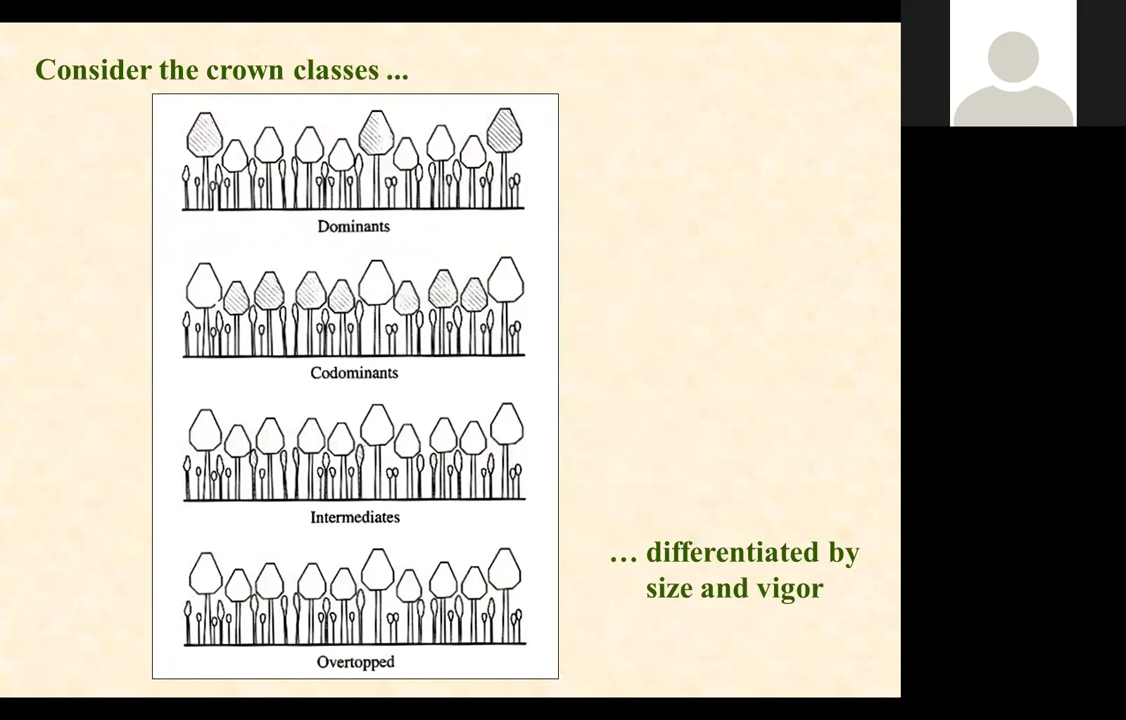 Consider the crown classes ...
Dominants
Codominants
Intermediates
Overtopped
… differentiated by
size and vigor